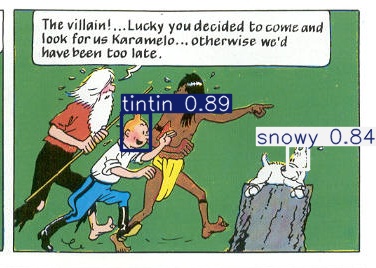 The villain!...Lucky you decided to come and
look for us Karamelo... otherwise we'd
have been too late.
tintin 0.89
snowy 0.84